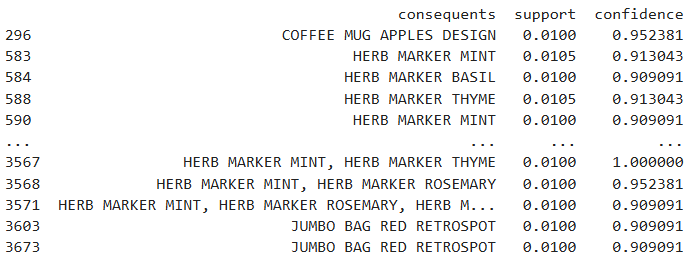 consequents support confidence
296 COFFEE MUG APPLES DESIGN 0.0100 0.952381
583 HERB MARKER MINT 0.0105 0.913043
584 HERB MARKER BASIL 0.0100 0.909091
588 HERB MARKER THYME 0.0105 0.913043
590 HERB MARKER MINT 0.0100 0.909091
... ... ... ...
3567 HERB MARKER MINT, HERB MARKER THYME 0.0100 1.000000
3568 HERB MARKER MINT, HERB MARKER ROSEMARY 0.0100 0.952381
3571 HERB MARKER MINT, HERB MARKER ROSEMARY, HERB M... 0.0100 0.909091
3603 JUMBO BAG RED RETROSPOT 0.0100 0.909091
3673 JUMBO BAG RED RETROSPOT 0.0100 0.909091